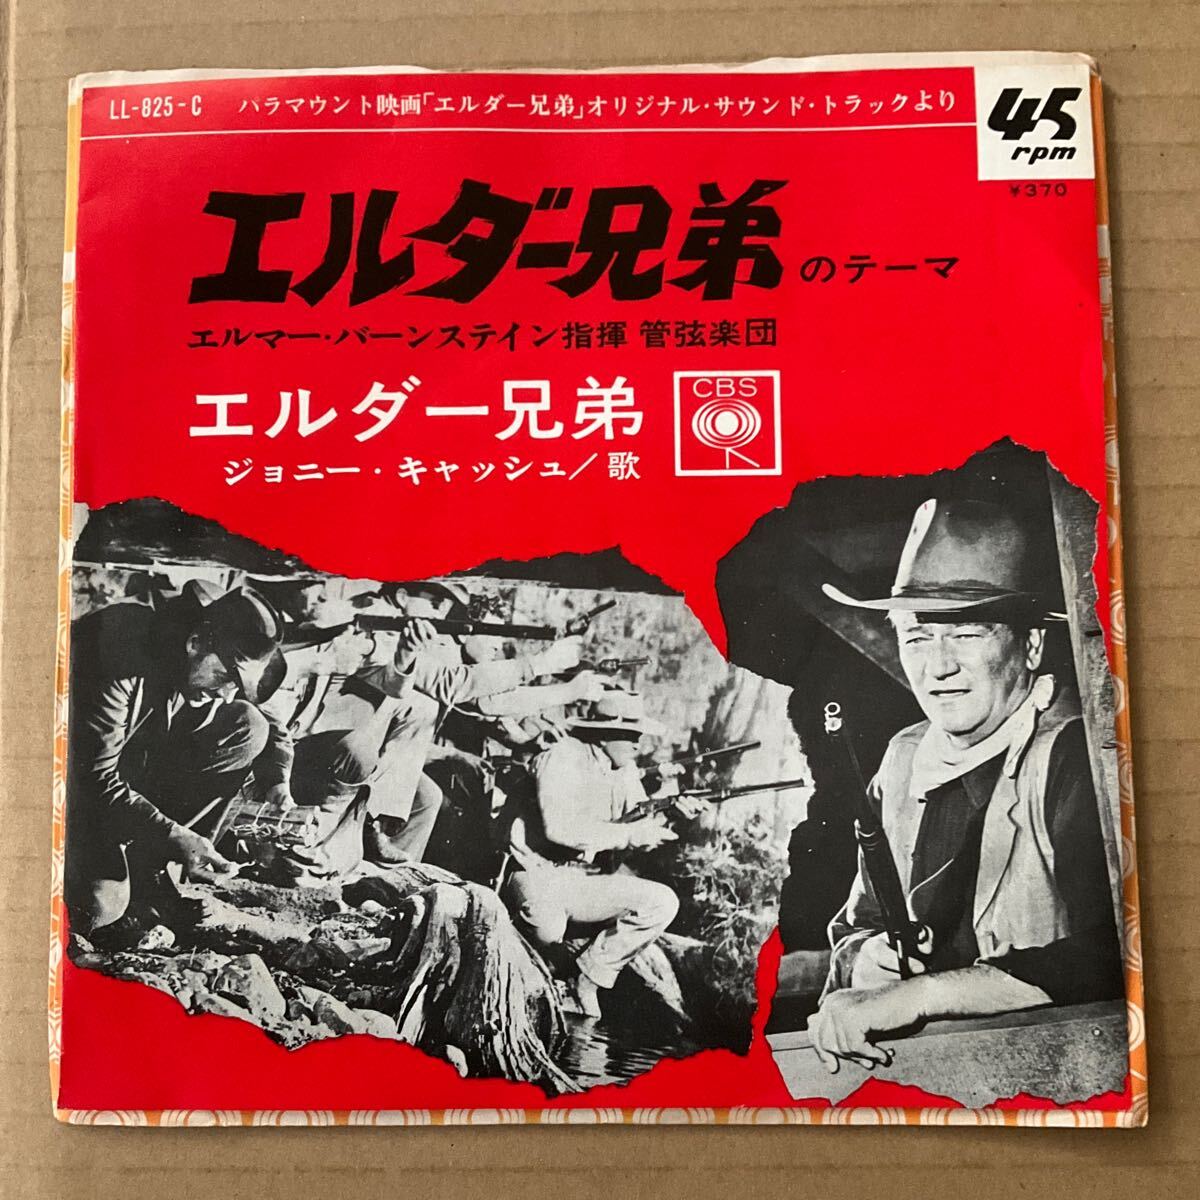 LL-825-C パラマウント映画「エルダー兄弟」オリジナル・サウンド・トラックより
45
rpm
¥370
エルダー兄弟のテーマ
エルマー・バーンステイン指揮 管弦楽団
エルダー兄弟
ジョニー・キャッシュ/歌
CBS